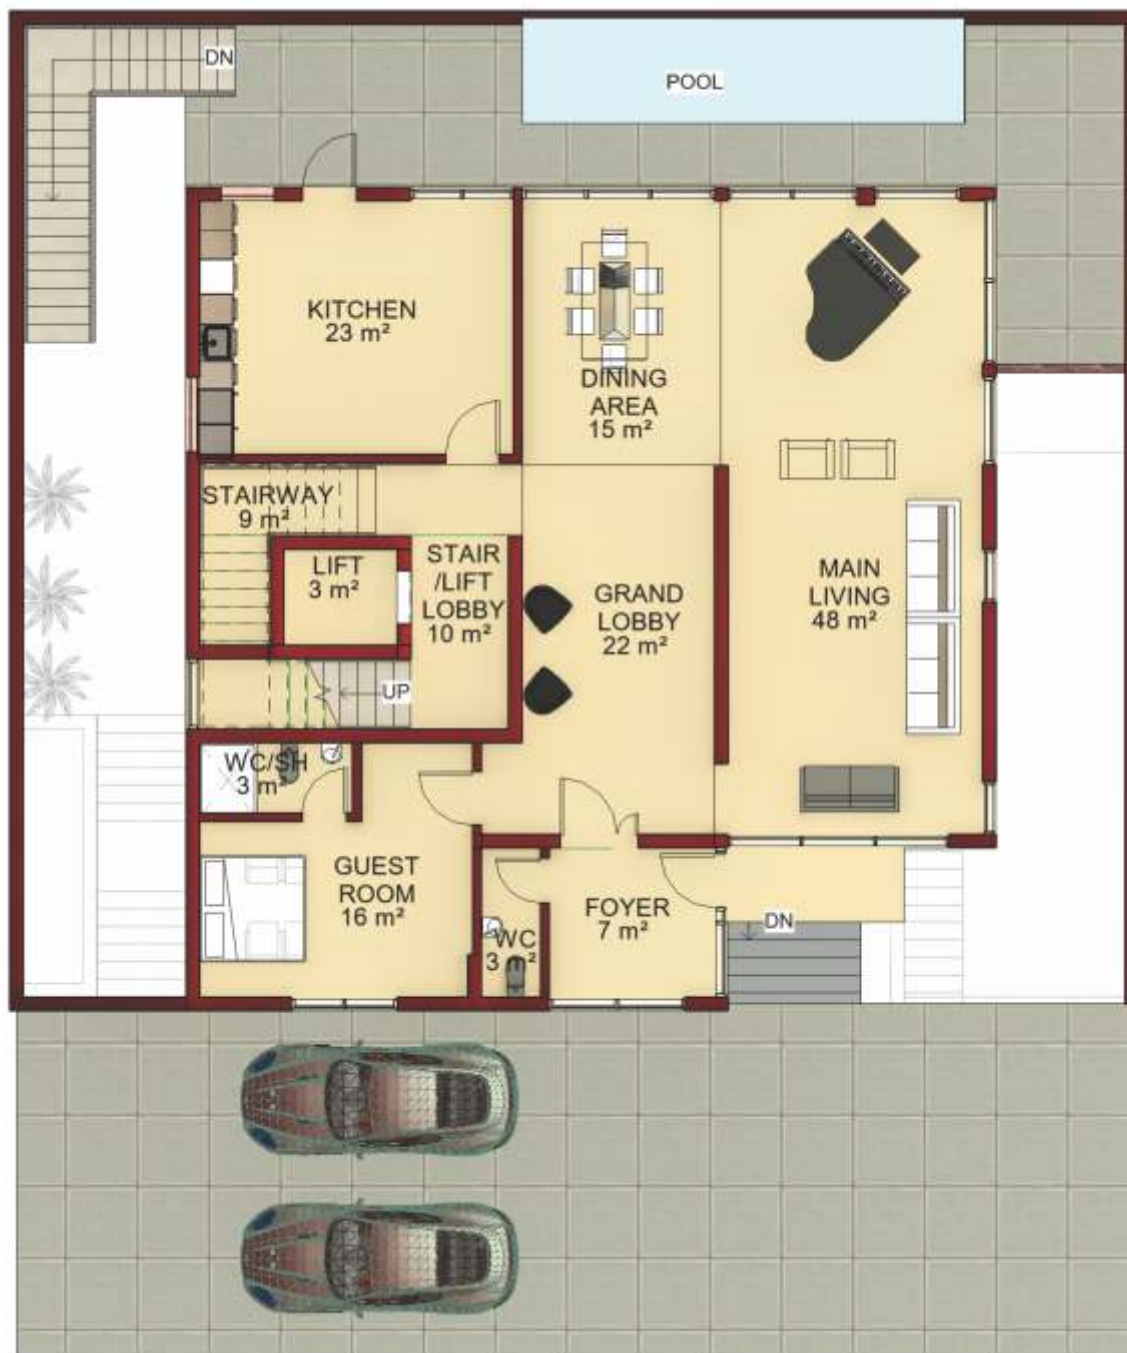 DN
POOL
KITCHEN
23 m²
DINING
AREA
15 m²
STAIRWAY
9 m²
LIFT
3 m²
STAIR
/LIFT
LOBBY
10 m²
GRAND
LOBBY
22 m²
MAIN
LIVING
48 m²
UP
WC/SH
3 m²
GUEST
ROOM
16 m²
WC
3 m²
FOYER
7 m²
DN